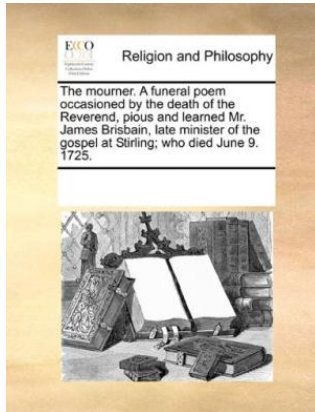 ECCO
Religion and Philosophy
The mourner. A funeral poem
occasioned by the death of the
Reverend, pious and learned Mr.
James Brisbain, late minister of the
gospel at Stirling; who died June 9.
1725.